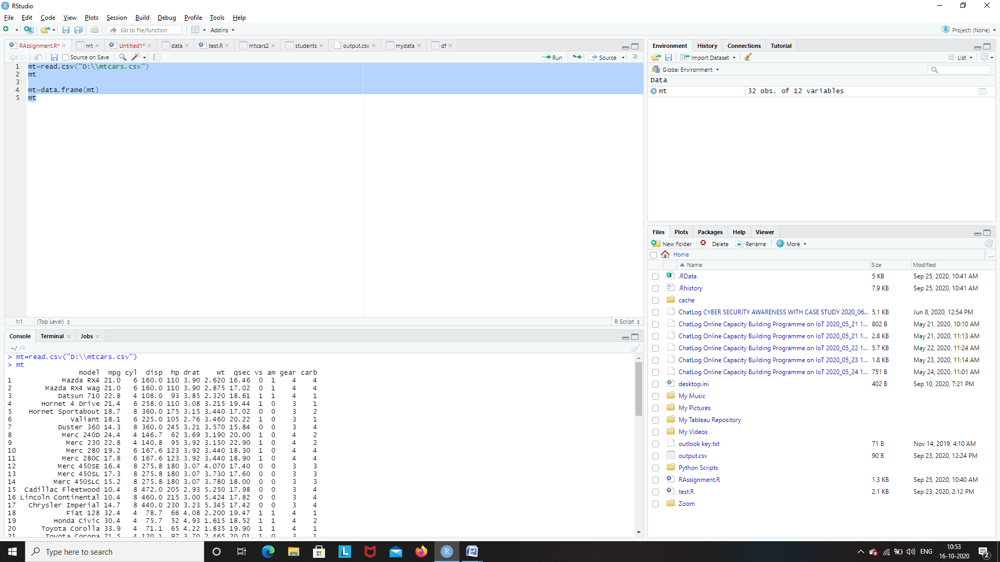 RStudio
File Edit Code View Plots Session Build Debug Profile Tools Help
Go to file/function Addins Project: (None)
RAssignment.R* mt Untitled1* data test.R mtcars2 students output.csv mydata df
Source on Save Run Source
1 mt=read.csv("D:\\mtcars.csv")
2 mt
3
4 mt=data.frame(mt)
5 mt
1:1 (Top Level) R Script
Console Terminal Jobs
~/
> mt=read.csv("D:\\mtcars.csv")
> mt
model mpg cyl disp hp drat wt qsec vs am gear carb
1 Mazda RX4 21.0 6 160.0 110 3.90 2.620 16.46 0 1 4 4
2 Mazda RX4 Wag 21.0 6 160.0 110 3.90 2.875 17.02 0 1 4 4
3 Datsun 710 22.8 4 108.0 93 3.85 2.320 18.61 1 1 4 1
4 Hornet 4 Drive 21.4 6 258.0 110 3.08 3.215 19.44 1 0 3 1
5 Hornet Sportabout 18.7 8 360.0 175 3.15 3.440 17.02 0 0 3 2
6 Valiant 18.1 6 225.0 105 2.76 3.460 20.22 1 0 3 1
7 Duster 360 14.3 8 360.0 245 3.21 3.570 15.84 0 0 3 4
8 Merc 240D 24.4 4 146.7 62 3.69 3.190 20.00 1 0 4 2
9 Merc 230 22.8 4 140.8 95 3.92 3.150 22.90 1 0 4 2
10 Merc 280 19.2 6 167.6 123 3.92 3.440 18.30 1 0 4 4
11 Merc 280C 17.8 6 167.6 123 3.92 3.440 18.90 1 0 4 4
12 Merc 450SE 16.4 8 275.8 180 3.07 4.070 17.40 0 0 3 3
13 Merc 450SL 17.3 8 275.8 180 3.07 3.730 17.60 0 0 3 3
14 Merc 450SLC 15.2 8 275.8 180 3.07 3.780 18.00 0 0 3 3
15 Cadillac Fleetwood 10.4 8 472.0 205 2.93 5.250 17.98 0 0 3 4
16 Lincoln Continental 10.4 8 460.0 215 3.00 5.424 17.82 0 0 3 4
17 Chrysler Imperial 14.7 8 440.0 230 3.23 5.345 17.42 0 0 3 4
18 Fiat 128 32.4 4 78.7 66 4.08 2.200 19.47 1 1 4 1
19 Honda Civic 30.4 4 75.7 52 4.93 1.615 18.52 1 1 4 2
20 Toyota Corolla 33.9 4 71.1 65 4.22 1.835 19.90 1 1 4 1
21 Toyota Corona 21.5 4 120.1 97 3.70 2.465 20.01 1 0 3 1
Environment History Connections Tutorial
Import Dataset List
Global Environment
Data
mt 32 obs. of 12 variables
Files Plots Packages Help Viewer
New Folder Delete Rename More
Home ...
Name Size Modified
.RData 5 KB Sep 25, 2020, 10:41 AM
.Rhistory 7.9 KB Sep 25, 2020, 10:41 AM
cache
ChatLog CYBER SECURITY AWARENESS WITH CASE STUDY 2020_06... 5.1 KB Jun 8, 2020, 12:54 PM
ChatLog Online Capacity Building Programme on IoT 2020_05_21 1... 802 B May 21, 2020, 10:10 AM
ChatLog Online Capacity Building Programme on IoT 2020_05_21 1... 2.8 KB May 21, 2020, 11:13 AM
ChatLog Online Capacity Building Programme on IoT 2020_05_22 1... 5.7 KB May 22, 2020, 11:24 AM
ChatLog Online Capacity Building Programme on IoT 2020_05_23 1... 1.8 KB May 23, 2020, 11:14 AM
ChatLog Online Capacity Building Programme on IoT 2020_05_24 1... 751 B May 24, 2020, 11:01 AM
desktop.ini 402 B Sep 10, 2020, 7:21 PM
My Music
My Pictures
My Tableau Repository
My Videos
outlook key.txt 71 B Nov 14, 2019, 4:10 AM
output.csv 90 B Sep 23, 2020, 12:24 PM
Python Scripts
RAssignment.R 1.3 KB Sep 25, 2020, 10:40 AM
test.R 2.1 KB Sep 23, 2020, 2:12 PM
Zoom
Type here to search
ENG
10:53
16-10-2020
2